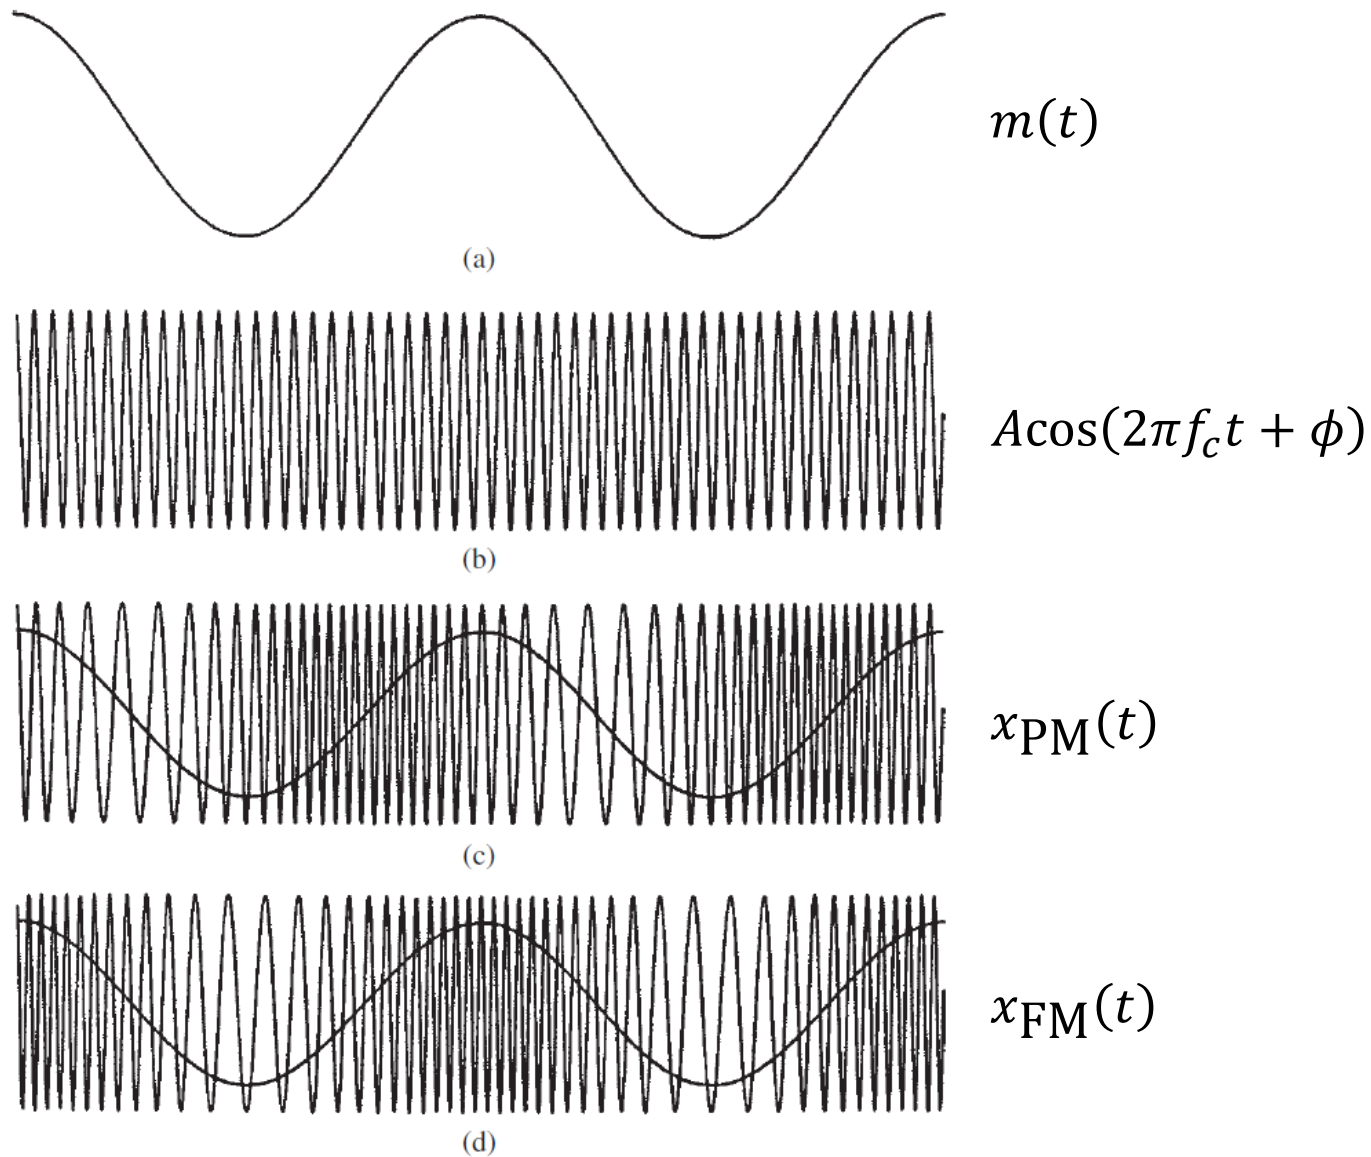 m(t)
(a)
Acos(2πf_ct + ϕ)
(b)
x_PM(t)
(c)
x_FM(t)
(d)